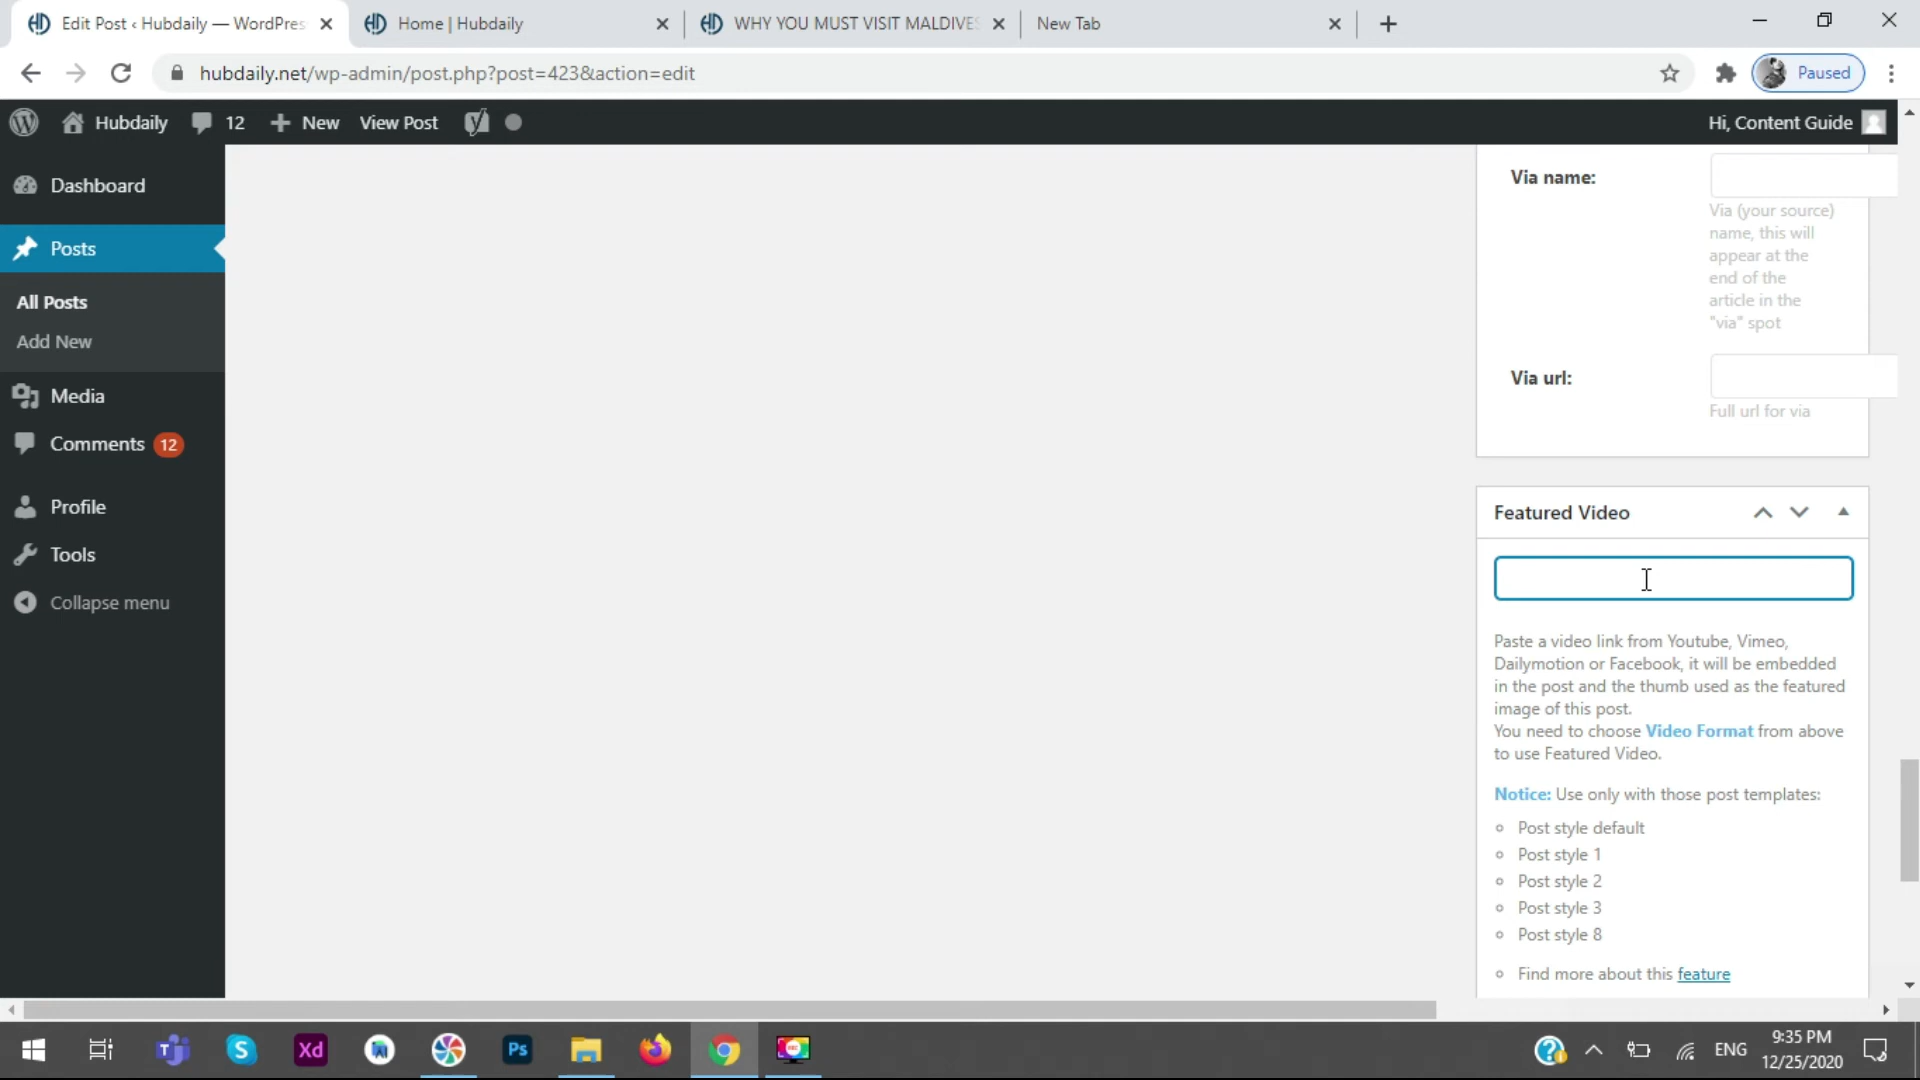 Edit Post ‹ Hubdaily — WordPres
Home | Hubdaily
WHY YOU MUST VISIT MALDIVES
New Tab
hubdaily.net/wp-admin/post.php?post=423&action=edit
Paused
Hubdaily
12
New
View Post
Hi, Content Guide
Dashboard
Posts
All Posts
Add New
Media
Comments 12
Profile
Tools
Collapse menu
Via name:
Via (your source)
name, this will
appear at the
end of the
article in the
"via" spot
Via url:
Full url for via
Featured Video
Paste a video link from Youtube, Vimeo,
Dailymotion or Facebook, it will be embedded
in the post and the thumb used as the featured
image of this post.
You need to choose Video Format from above
to use Featured Video.
Notice: Use only with those post templates:
Post style default
Post style 1
Post style 2
Post style 3
Post style 8
Find more about this feature
Xd
Ps
ENG
9:35 PM
12/25/2020